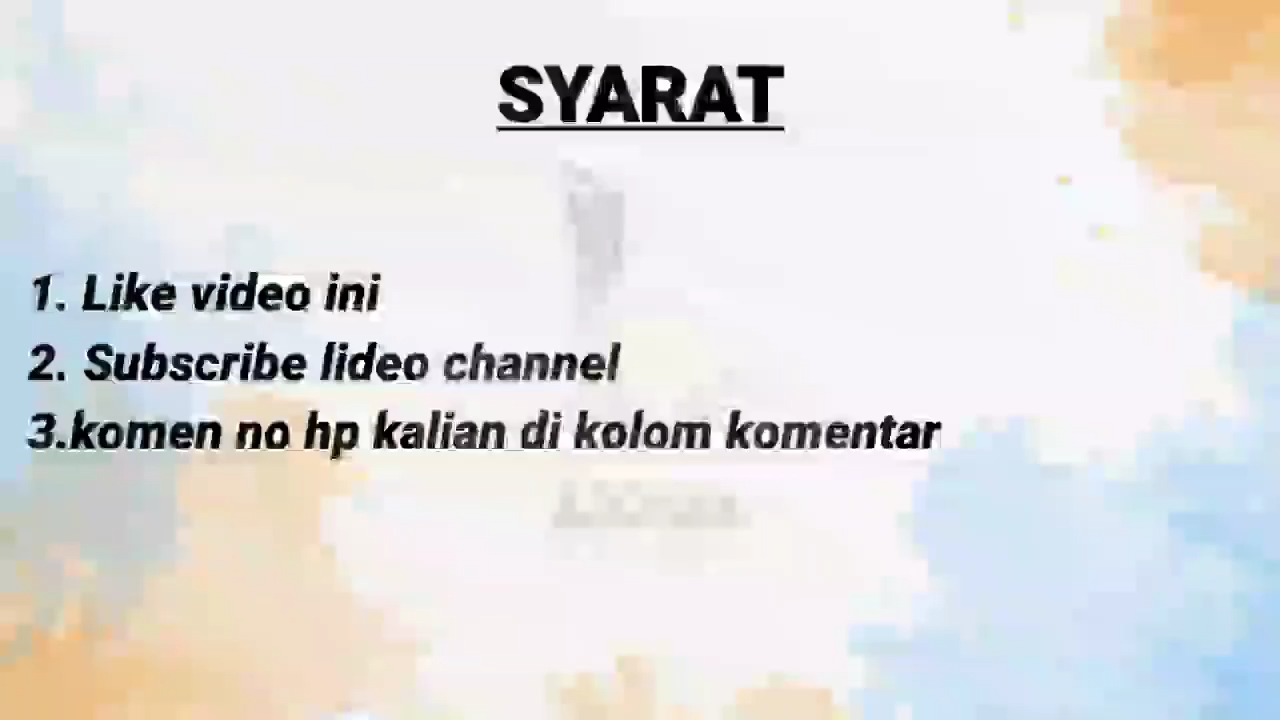 SYARAT
1. Like video ini
2. Subscribe lideo channel
3.komen no hp kalian di kolom komentar